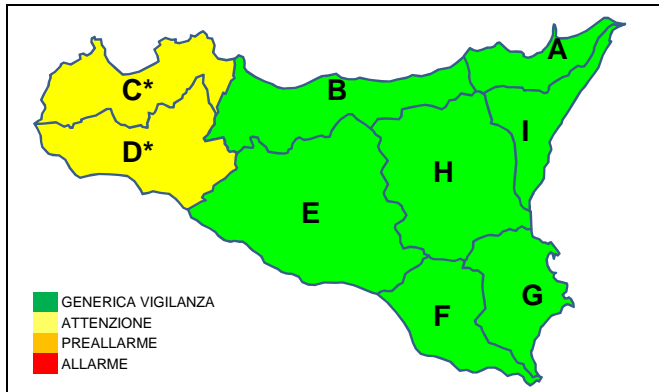 A
B
C*
I
D*
H
E
G
F
GENERICA VIGILANZA
ATTENZIONE
PREALLARME
ALLARME